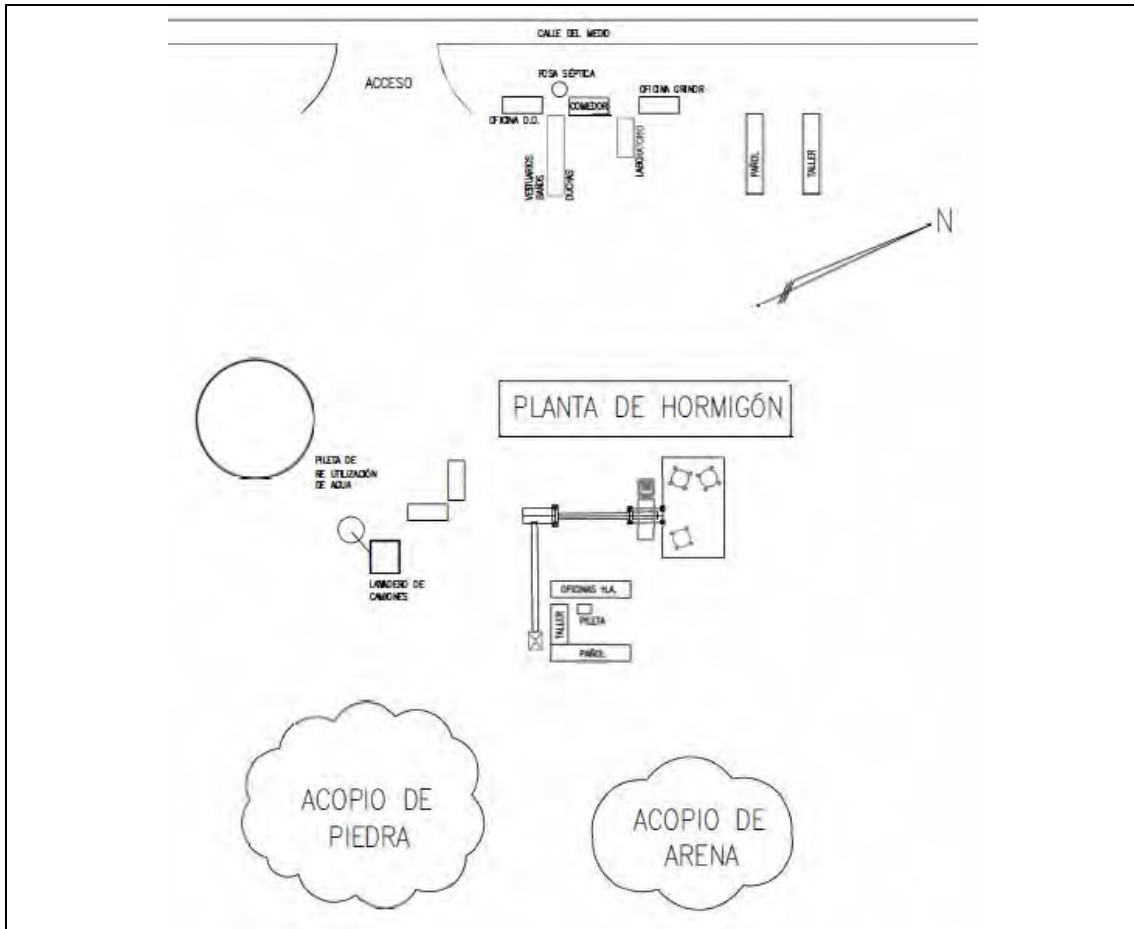 CALLE DEL MEDIO
ACCESO
FOSA SÉPTICA
OFICINA D.O.
COMEDOR
OFICINA GRINOR
VESTUARIOS
BAÑOS
DUCHAS
LABORATORIO
PAÑOL
TALLER
N
PLANTA DE HORMIGÓN
PILETA DE
RE UTILIZACIÓN
DE AGUA
LAVADERO DE
CAMIONES
OFICINAS
TALLER
PILETA
PAÑOL
ACOPIO DE
PIEDRA
ACOPIO DE
ARENA